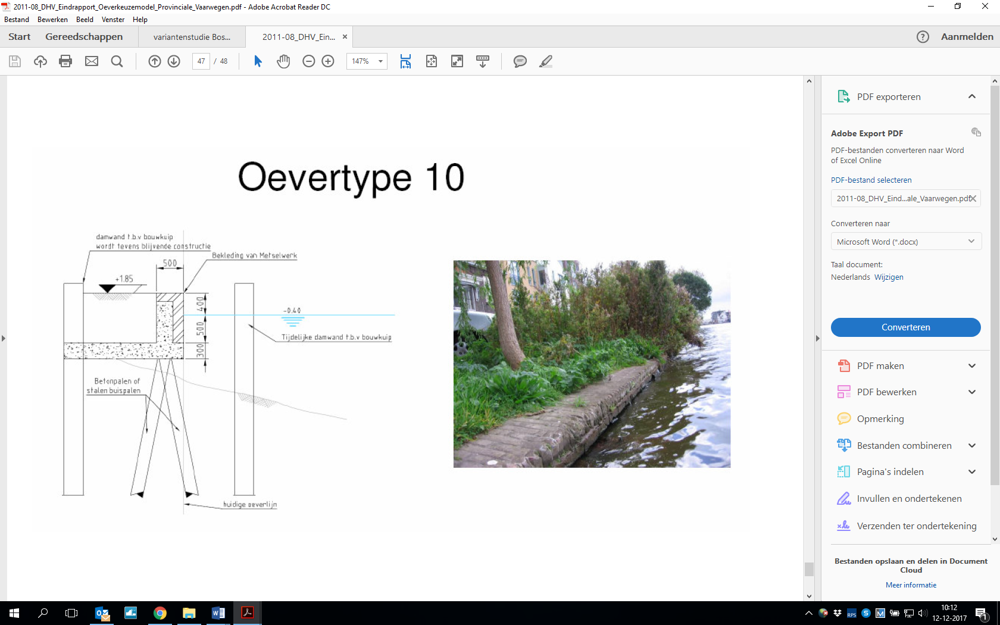 2011-08_DHV_Eindrapport_Oeverkeuzemodel_Provinciale_Vaarwegen.pdf - Adobe Acrobat Reader DC
Bestand Bewerken Beeld Venster Help
Start Gereedschappen variantenstudie Bos... 2011-08_DHV_Ein... Aanmelden
47 / 48 147%
Oevertype 10
damwand t.b.v bouwkuip
wordt tevens blijvende constructie
Bekleding van Metselwerk
500
+1.85
400
-0.40
500
Tijdelijke damwand t.b.v bouwkuip
300
Betonpalen of
stalen buispalen
huidige oeverlijn
PDF exporteren
Adobe Export PDF
PDF-bestanden converteren naar Word
of Excel Online
PDF-bestand selecteren
2011-08_DHV_Eind...ale_Vaarwegen.pdf
Converteren naar
Microsoft Word (*.docx)
Taal document:
Nederlands Wijzigen
Converteren
PDF maken
PDF bewerken
Opmerking
Bestanden combineren
Pagina's indelen
Invullen en ondertekenen
Verzenden ter ondertekening
Bestanden opslaan en delen in Document
Cloud
Meer informatie
RPS
10:12
12-12-2017
1